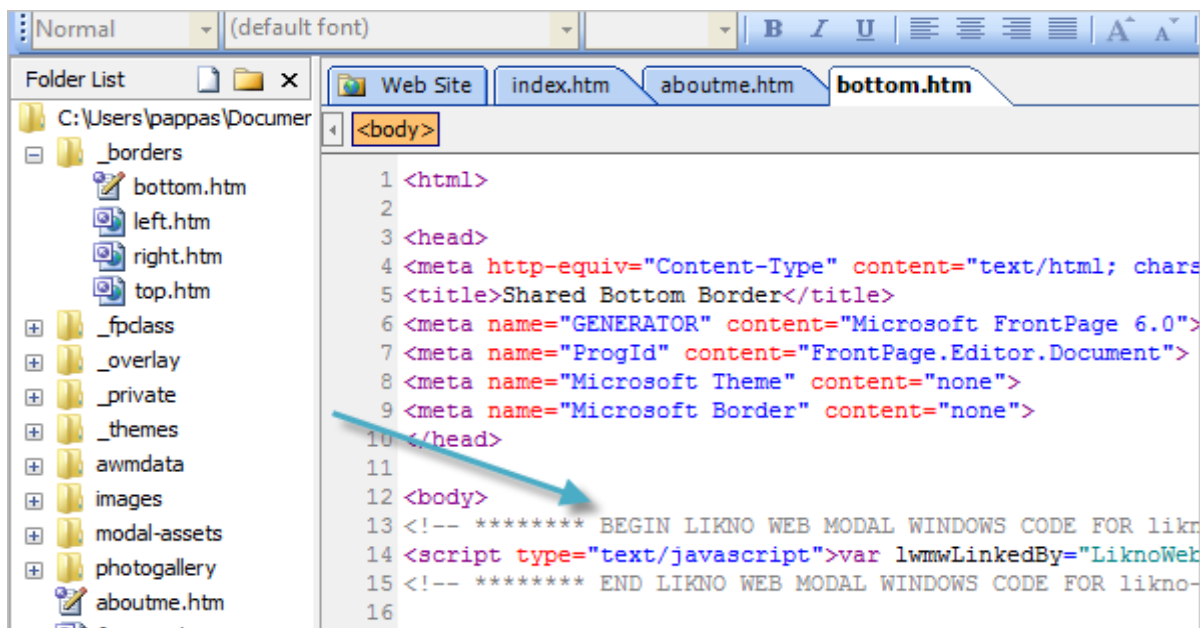 Normal (default font) B I U A A
Folder List
C:\Users\pappas\Documer
_borders
bottom.htm
left.htm
right.htm
top.htm
_fpclass
_overlay
_private
_themes
awmdata
images
modal-assets
photogallery
aboutme.htm
Web Site index.htm aboutme.htm bottom.htm
<body>
1 <html>
2
3 <head>
4 <meta http-equiv="Content-Type" content="text/html; chars
5 <title>Shared Bottom Border</title>
6 <meta name="GENERATOR" content="Microsoft FrontPage 6.0">
7 <meta name="ProgId" content="FrontPage.Editor.Document">
8 <meta name="Microsoft Theme" content="none">
9 <meta name="Microsoft Border" content="none">
10 </head>
11
12 <body>
13 <!-- ******** BEGIN LIKNO WEB MODAL WINDOWS CODE FOR likn
14 <script type="text/javascript">var lwmwLinkedBy="LiknoWeb
15 <!-- ******** END LIKNO WEB MODAL WINDOWS CODE FOR likno-
16